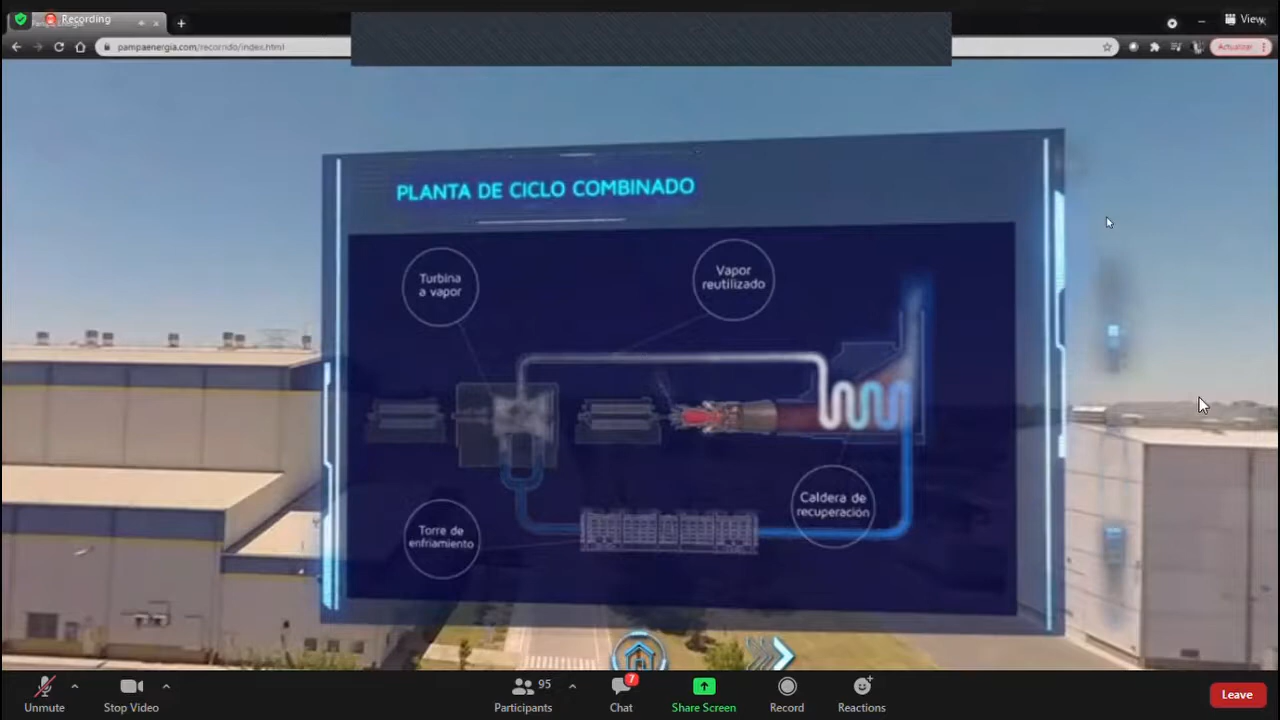 Recording
View
pampaenergia.com/recorrido/index.html
Actualizar
PLANTA DE CICLO COMBINADO
Turbina
a vapor
Vapor
reutilizado
Caldera de
recuperación
Torre de
enfriamiento
95
7
Unmute
Stop Video
Participants
Chat
Share Screen
Record
Reactions
Leave